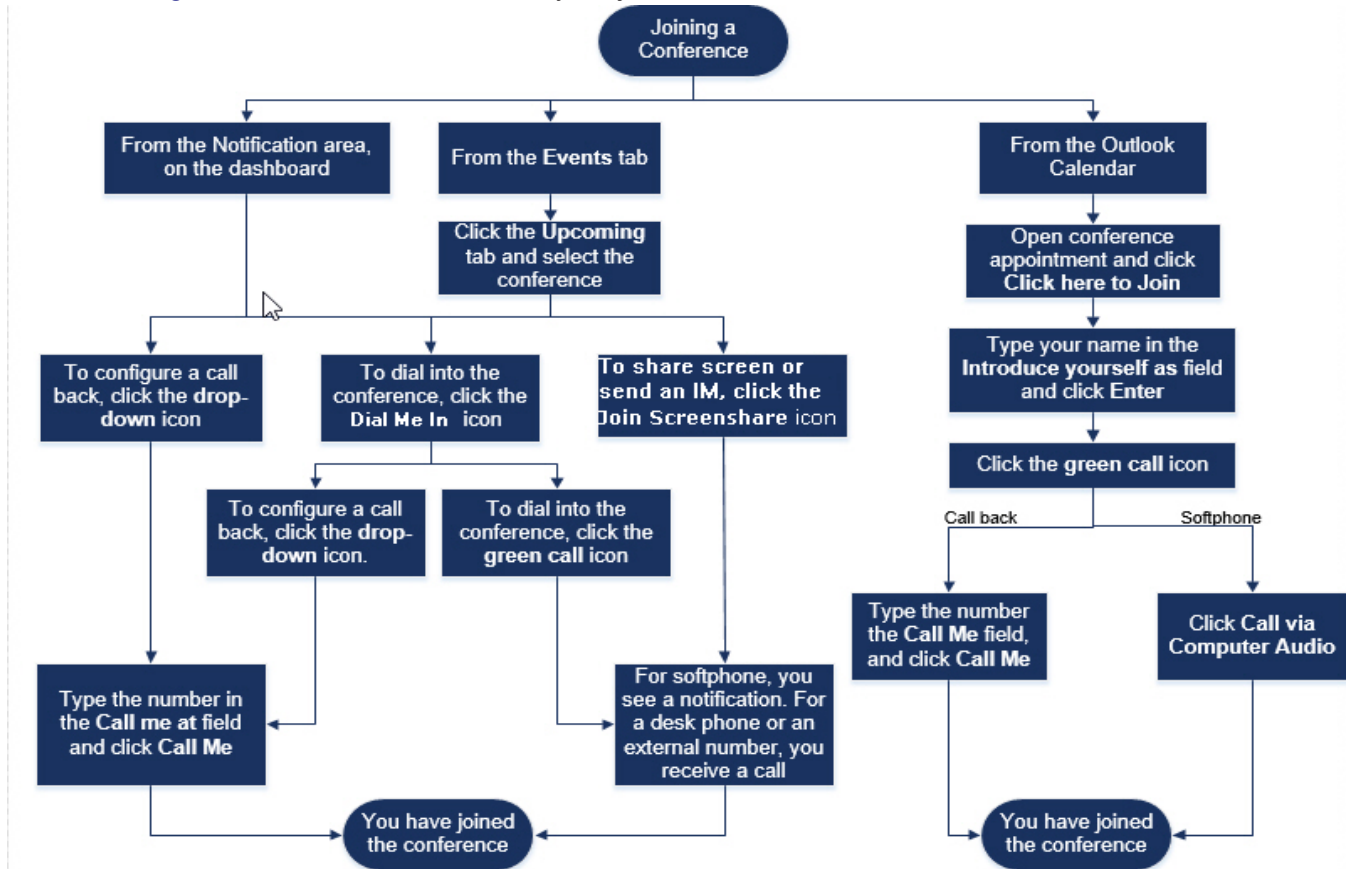 Joining a
Conference
From the Notification area,
on the dashboard
From the Events tab
From the Outlook
Calendar
Click the Upcoming
tab and select the
conference
Open conference
appointment and click
Click here to Join
To configure a call
back, click the drop-
down icon
To dial into the
conference, click the
Dial Me In icon
To share screen or
send an IM, click the
Join Screenshare icon
Type your name in the
Introduce yourself as field
and click Enter
Click the green call icon
To configure a call
back, click the drop-
down icon.
To dial into the
conference, click the
green call icon
Call back
Softphone
Type the number
the Call Me field,
and click Call Me
Click Call via
Computer Audio
Type the number in
the Call me at field
and click Call Me
For softphone, you
see a notification. For
a desk phone or an
external number, you
receive a call
You have joined
the conference
You have joined
the conference